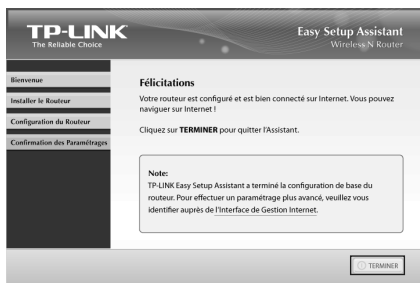 TP-LINK
The Reliable Choice
Easy Setup Assistant
Wireless N Router
Bienvenue
Installer le Routeur
Configuration du Routeur
Confirmation des Paramétrages
Félicitations
Votre routeur est configuré et est bien connecté sur Internet. Vous pouvez
naviguer sur Internet !
Cliquez sur TERMINER pour quitter l'Assistant.
Note:
TP-LINK Easy Setup Assistant a terminé la configuration de base du
routeur. Pour effectuer un paramétrage plus avancé, veuillez vous
identifier auprès de l'Interface de Gestion Internet.
TERMINER